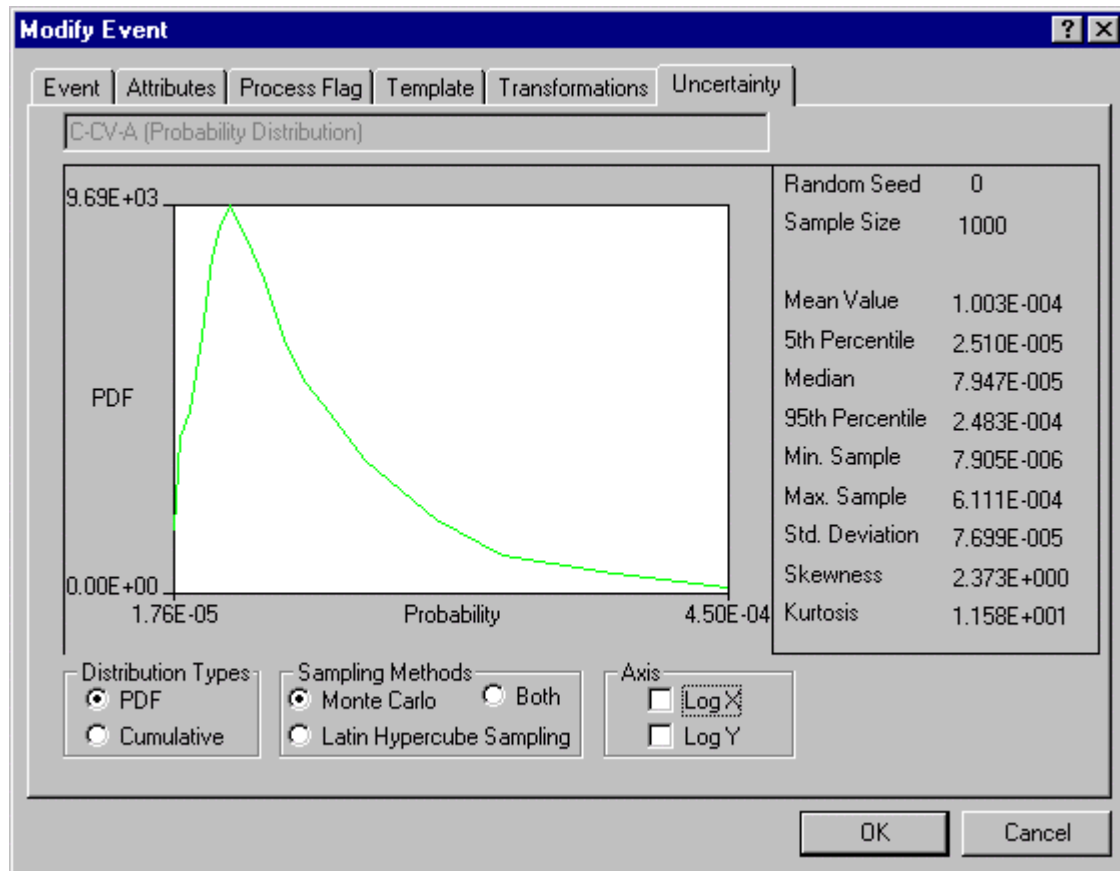 Modify Event
Event Attributes Process Flag Template Transformations Uncertainty
C-CV-A (Probability Distribution)
9.69E+03
PDF
0.00E+00
1.76E-05 Probability 4.50E-04
Random Seed 0
Sample Size 1000
Mean Value 1.003E-004
5th Percentile 2.510E-005
Median 7.947E-005
95th Percentile 2.483E-004
Min. Sample 7.905E-006
Max. Sample 6.111E-004
Std. Deviation 7.699E-005
Skewness 2.373E+000
Kurtosis 1.158E+001
Distribution Types
PDF
Cumulative
Sampling Methods
Monte Carlo Both
Latin Hypercube Sampling
Axis
Log X
Log Y
OK Cancel